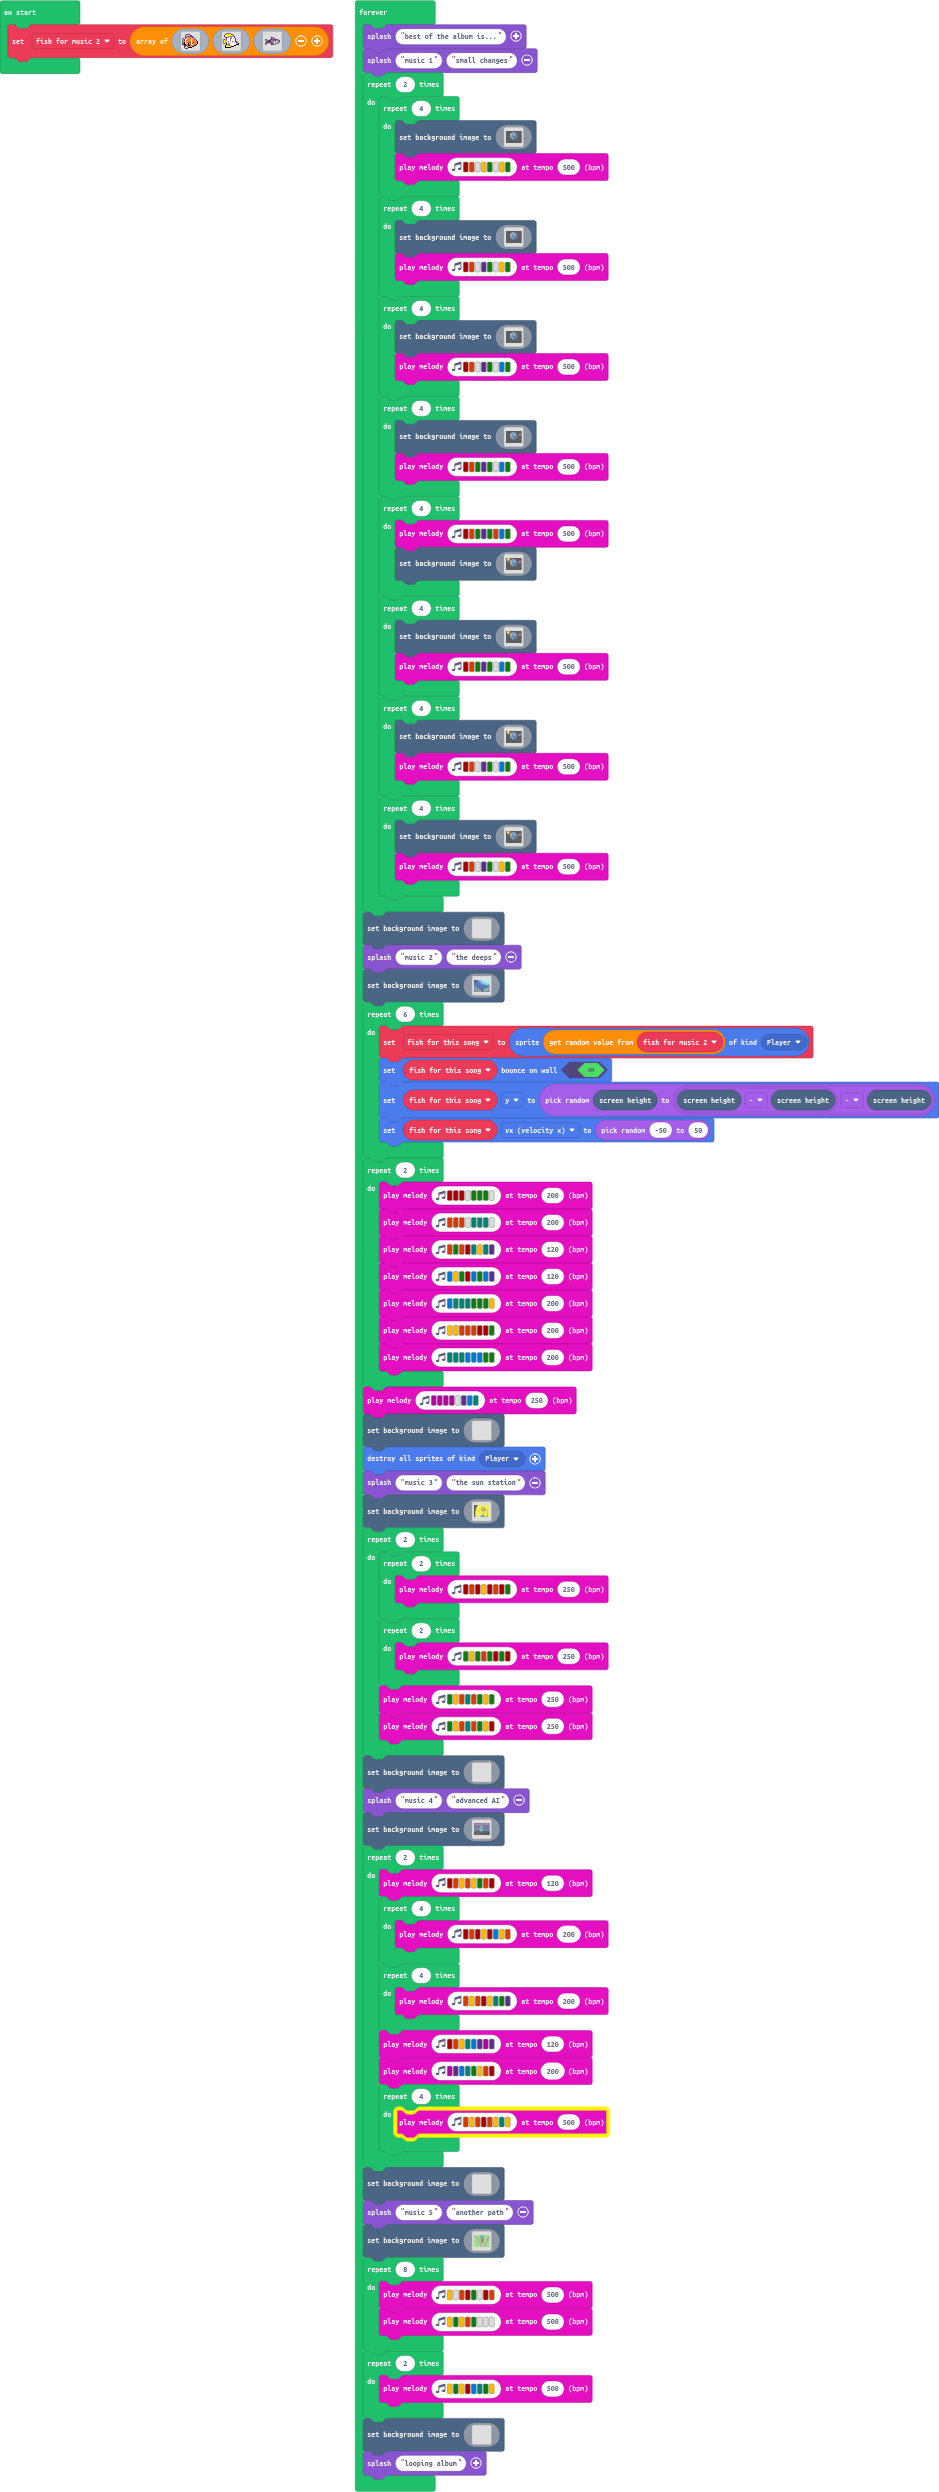 on start
set fish for music 2 to array of
forever
splash "best of the album is..."
splash "music 1" "small changes"
repeat 2 times
do repeat 4 times
do set background image to
play melody at tempo 500 (bpm)
repeat 4 times
do set background image to
play melody at tempo 500 (bpm)
repeat 4 times
do set background image to
play melody at tempo 500 (bpm)
repeat 4 times
do set background image to
play melody at tempo 500 (bpm)
repeat 4 times
do play melody at tempo 500 (bpm)
set background image to
repeat 4 times
do set background image to
play melody at tempo 500 (bpm)
repeat 4 times
do set background image to
play melody at tempo 500 (bpm)
repeat 4 times
do set background image to
play melody at tempo 500 (bpm)
set background image to
splash "music 2" "the deeps"
set background image to
repeat 6 times
do set fish for this song to sprite get random value from fish for music 2 of kind Player
set fish for this song bounce on wall ON
set fish for this song y to pick random screen height to screen height - screen height - screen height
set fish for this song vx (velocity x) to pick random -50 to 50
repeat 2 times
do play melody at tempo 200 (bpm)
play melody at tempo 200 (bpm)
play melody at tempo 120 (bpm)
play melody at tempo 120 (bpm)
play melody at tempo 200 (bpm)
play melody at tempo 200 (bpm)
play melody at tempo 200 (bpm)
play melody at tempo 250 (bpm)
set background image to
destroy all sprites of kind Player
splash "music 3" "the sun station"
set background image to
repeat 2 times
do repeat 2 times
do play melody at tempo 250 (bpm)
repeat 2 times
do play melody at tempo 250 (bpm)
play melody at tempo 250 (bpm)
play melody at tempo 250 (bpm)
set background image to
splash "music 4" "advanced AI"
set background image to
repeat 2 times
do play melody at tempo 120 (bpm)
repeat 4 times
do play melody at tempo 200 (bpm)
repeat 4 times
do play melody at tempo 200 (bpm)
play melody at tempo 120 (bpm)
play melody at tempo 200 (bpm)
repeat 4 times
do play melody at tempo 500 (bpm)
set background image to
splash "music 5" "another path"
set background image to
repeat 8 times
do play melody at tempo 500 (bpm)
play melody at tempo 500 (bpm)
repeat 2 times
do play melody at tempo 500 (bpm)
set background image to
splash "looping album"